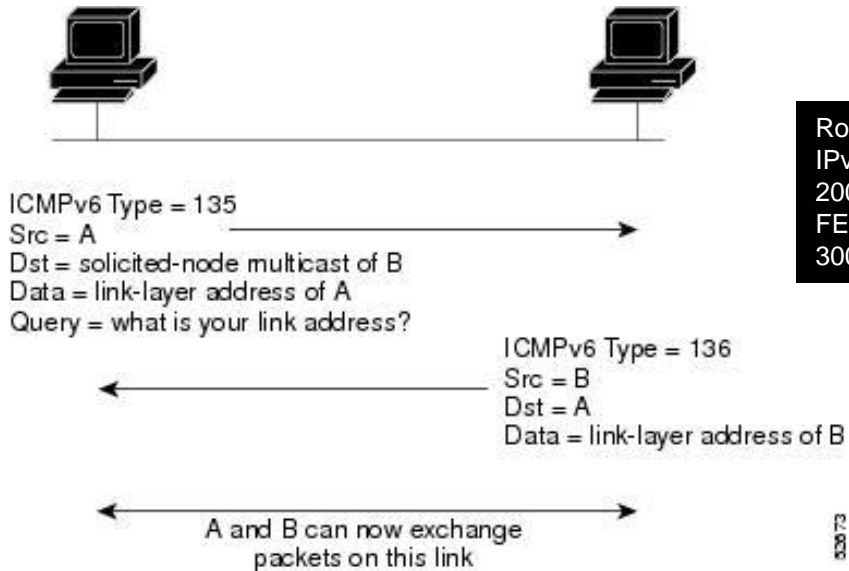 ICMPv6 Type = 135
Src = A
Dst = solicited-node multicast of B
Data = link-layer address of A
Query = what is your link address?
ICMPv6 Type = 136
Src = B
Dst = A
Data = link-layer address of B
A and B can now exchange
packets on this link
52673